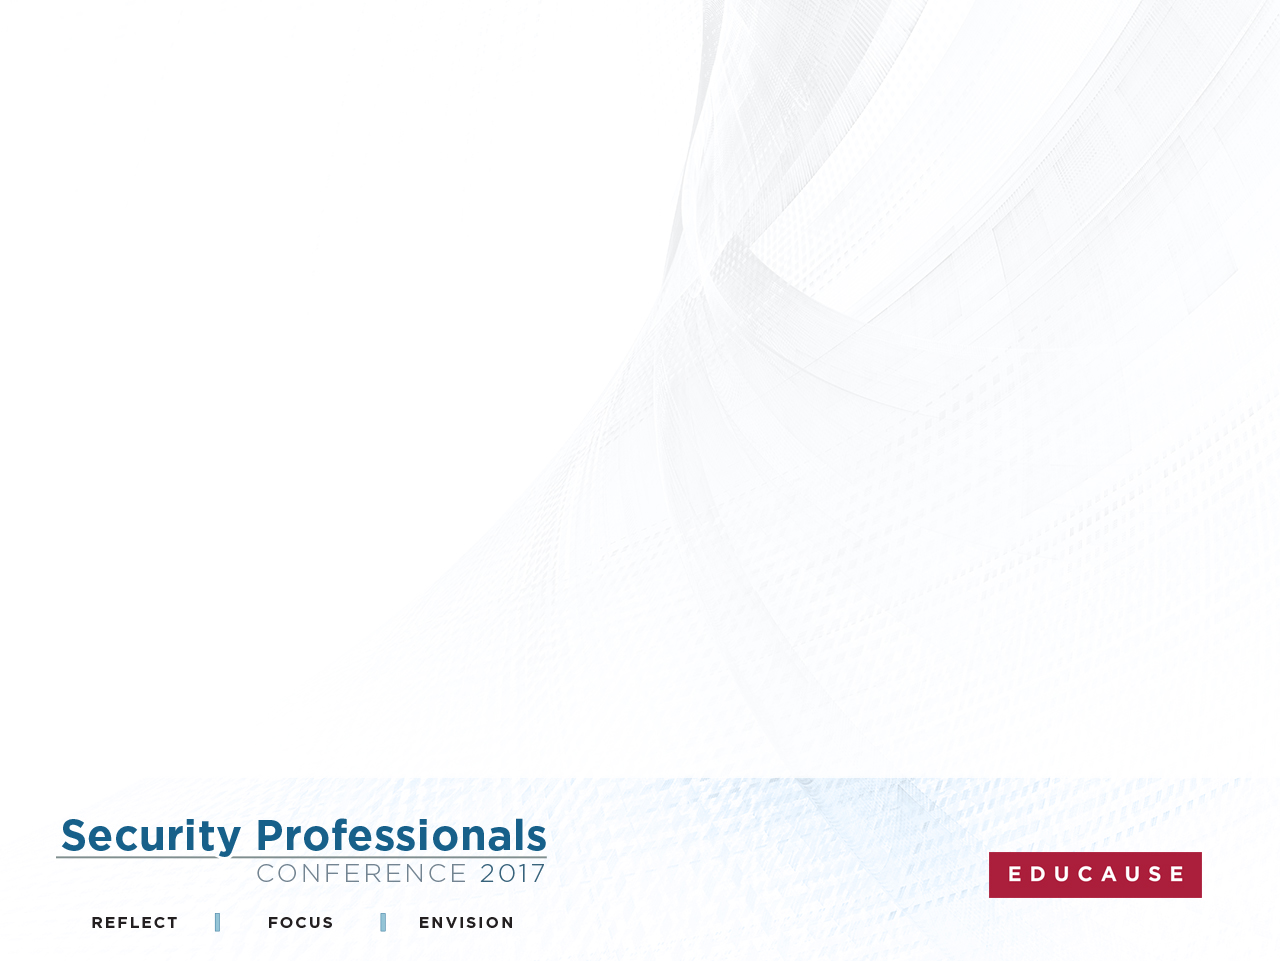 Security Professionals
CONFERENCE 2017
REFLECT FOCUS ENVISION
EDUCAUSE